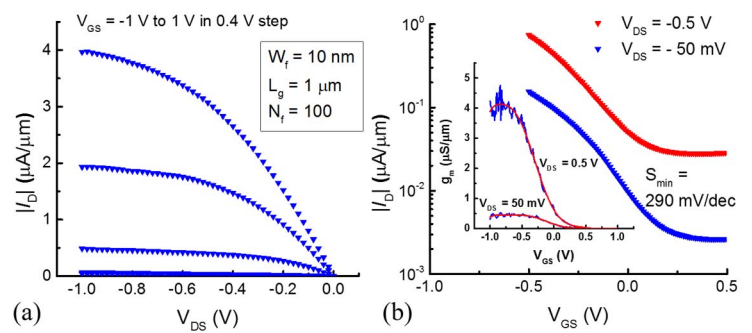 V_GS = -1 V to 1 V in 0.4 V step
W_f = 10 nm
L_g = 1 μm
N_f = 100
4
3
2
1
0
|I_D| (μA/μm)
-1.0 -0.8 -0.6 -0.4 -0.2 0.0
V_DS (V)
(a)
V_DS = -0.5 V
V_DS = - 50 mV
10^0
10^-1
10^-2
10^-3
|I_D| (μA/μm)
5
4
3
2
1
0
g_m (μS/μm)
V_DS = 0.5 V
V_DS = 50 mV
-1.0 -0.5 0.0 0.5 1.0
V_GS (V)
S_min =
290 mV/dec
-1.0 -0.5 0.0 0.5
V_GS (V)
(b)